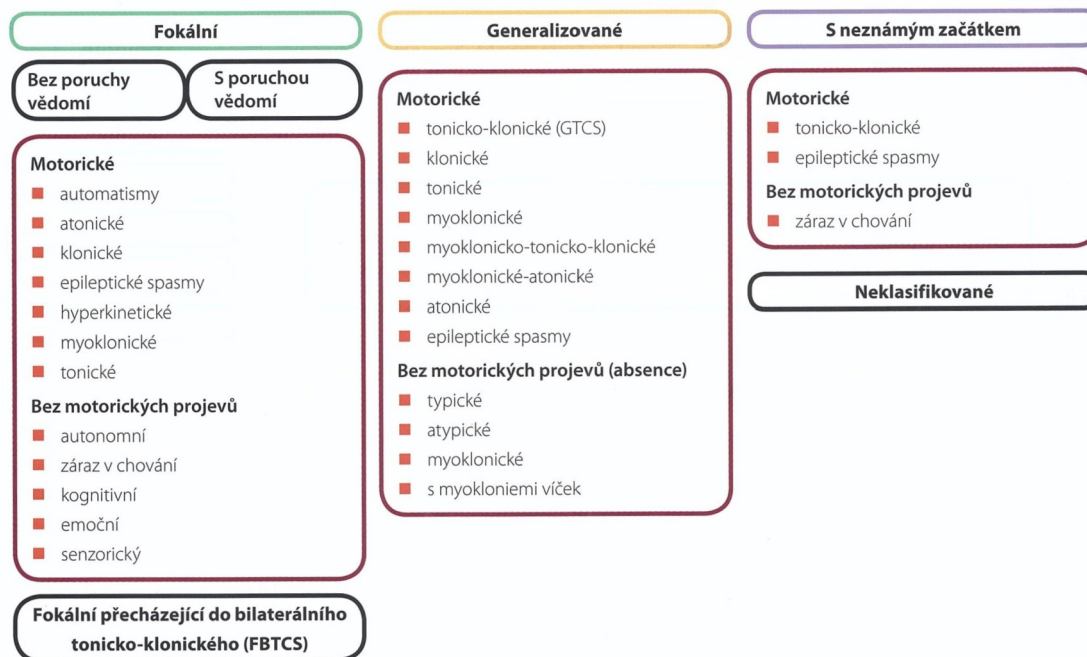 Fokální
Bez poruchy
vědomí
S poruchou
vědomí
Motorické
automatismy
atonické
klonické
epileptické spasmy
hyperkinetické
myoklonické
tonické
Bez motorických projevů
autonomní
záraz v chování
kognitivní
emoční
senzorický
Fokální přecházející do bilaterálního
tonicko-klonického (FBTCS)
Generalizované
Motorické
tonicko-klonické (GTCS)
klonické
tonické
myoklonické
myoklonicko-tonicko-klonické
myoklonické-atonické
atonické
epileptické spasmy
Bez motorických projevů (absence)
typické
atypické
myoklonické
s myokloniemi víček
S neznámým začátkem
Motorické
tonicko-klonické
epileptické spasmy
Bez motorických projevů
záraz v chování
Neklasifikované